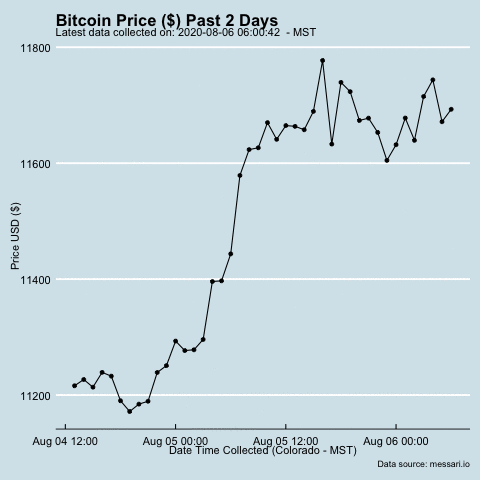 Bitcoin Price ($) Past 2 Days
Latest data collected on: 2020-08-06 06:00:42  - MST
11800
11600
11400
11200
Price USD ($)
Aug 04 12:00 Aug 05 00:00 Aug 05 12:00 Aug 06 00:00
Date Time Collected (Colorado - MST)
Data source: messari.io